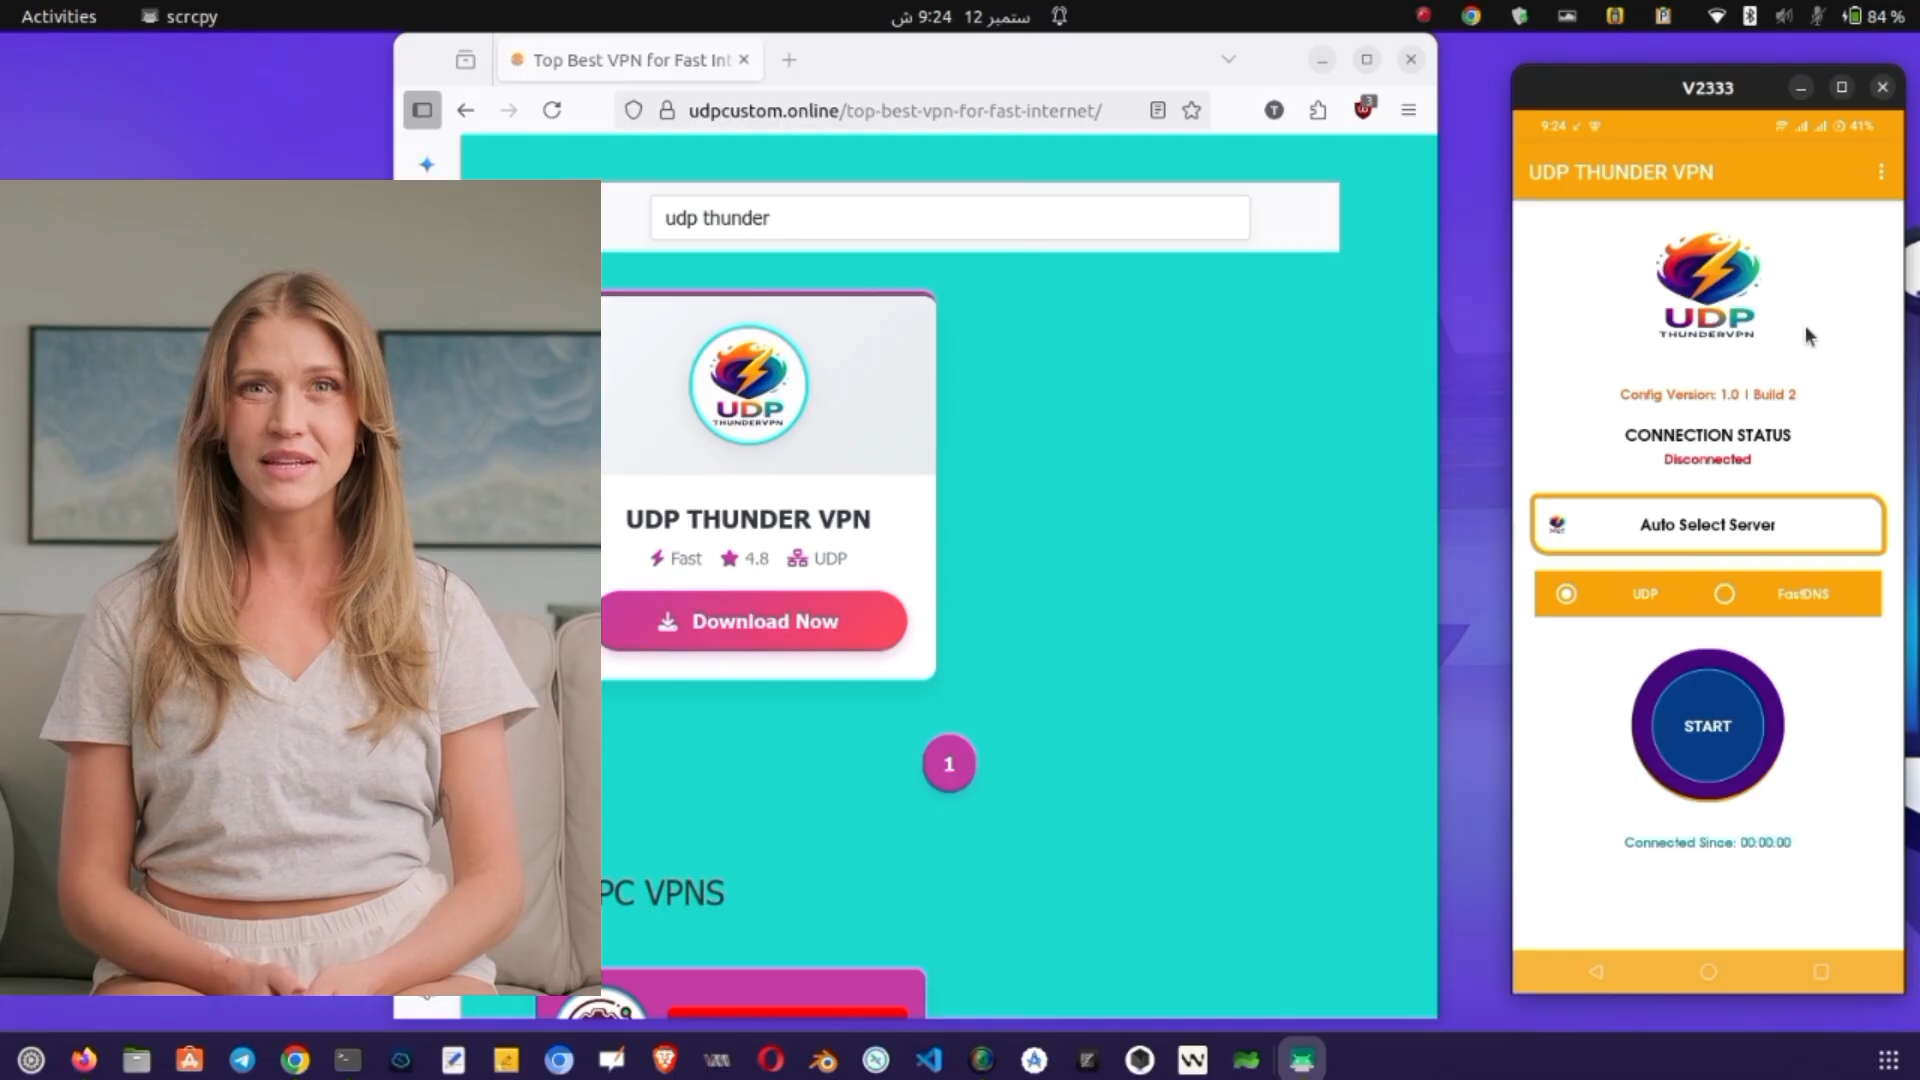 Activities
scrcpy
ستمبر 12 9:24 ش
84 %
Top Best VPN for Fast Int
udpcustom.online/top-best-vpn-for-fast-internet/
3
udp thunder
UDP
THUNDERVPN
UDP THUNDER VPN
Fast 4.8 UDP
Download Now
1
PC VPNS
V2333
9:24
41%
UDP THUNDER VPN
UDP
THUNDERVPN
Config Version: 1.0 | Build 2
CONNECTION STATUS
Disconnected
Auto Select Server
UDP FastDNS
START
Connected Since: 00:00:00